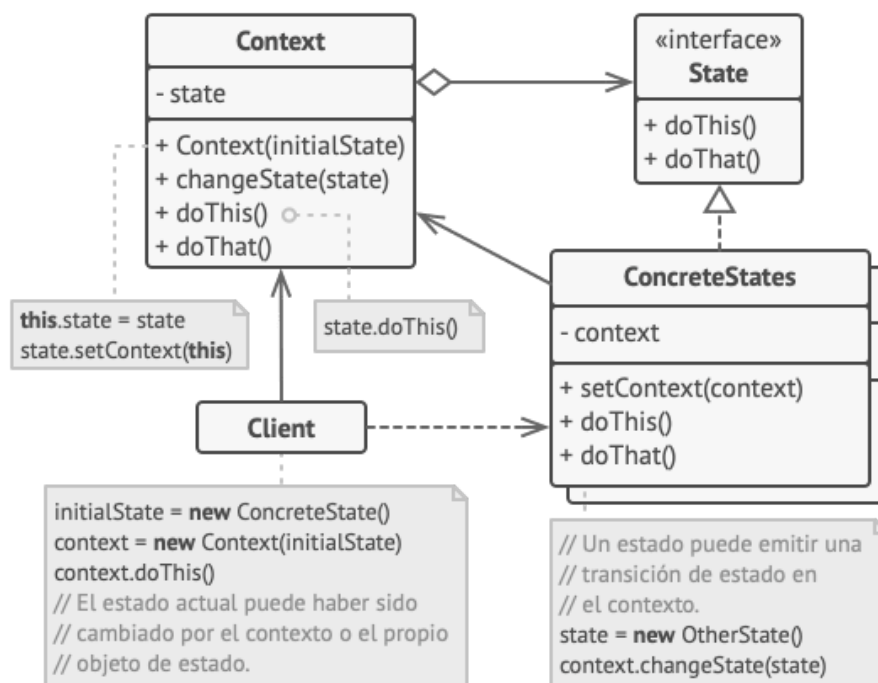 Context
- state
+ Context(initialState)
+ changeState(state)
+ doThis()
+ doThat()
«interface»
State
+ doThis()
+ doThat()
this.state = state
state.setContext(this)
state.doThis()
ConcreteStates
- context
+ setContext(context)
+ doThis()
+ doThat()
Client
initialState = new ConcreteState()
context = new Context(initialState)
context.doThis()
// El estado actual puede haber sido
// cambiado por el contexto o el propio
// objeto de estado.
// Un estado puede emitir una
// transición de estado en
// el contexto.
state = new OtherState()
context.changeState(state)